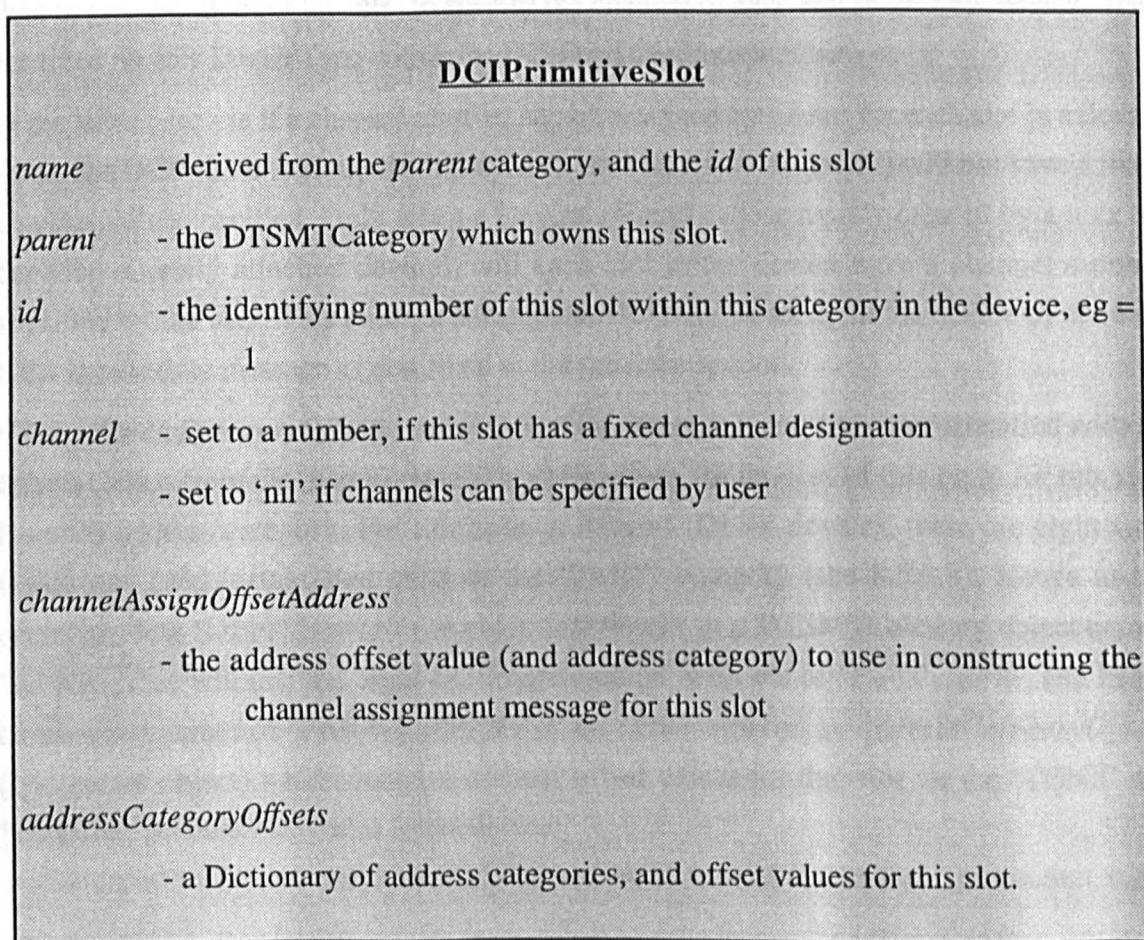 DCIPrimitiveSlot
name - derived from the parent category, and the id of this slot
parent - the DTSMTCategory which owns this slot.
id - the identifying number of this slot within this category in the device, eg =
1
channel - set to a number, if this slot has a fixed channel designation
- set to ‘nil’ if channels can be specified by user
channelAssignOffsetAddress
- the address offset value (and address category) to use in constructing the
channel assignment message for this slot
addressCategoryOffsets
- a Dictionary of address categories, and offset values for this slot.